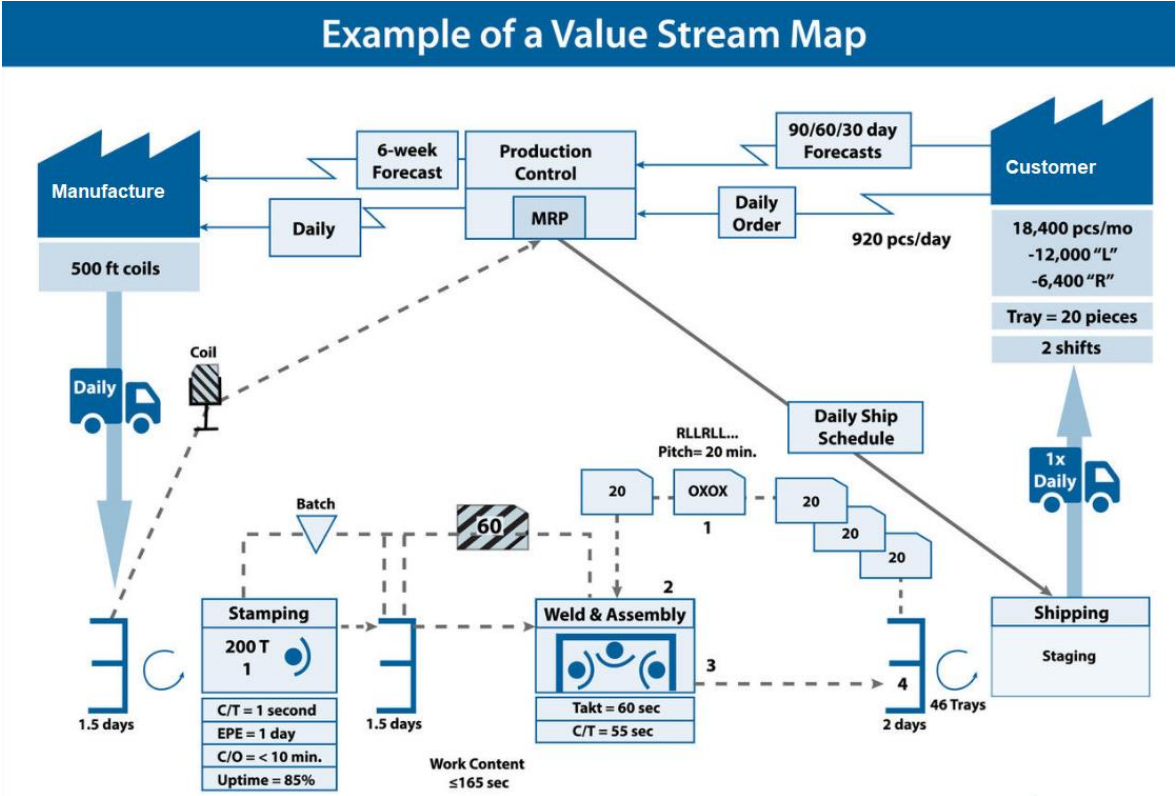 Example of a Value Stream Map
Manufacture
6-week
Forecast
Production
Control
90/60/30 day
Forecasts
Customer
Daily
MRP
Daily
Order
920 pcs/day
500 ft coils
18,400 pcs/mo
-12,000 “L”
-6,400 “R”
Tray = 20 pieces
2 shifts
Coil
Daily
Daily Ship
Schedule
RLLRLL...
Pitch= 20 min.
1x
Daily
Batch
60
20
OXOX
1
20
20
20
Stamping
200 T
1
C/T = 1 second
EPE = 1 day
C/O = < 10 min.
Uptime = 85%
1.5 days
1.5 days
2
Weld & Assembly
3
Takt = 60 sec
C/T = 55 sec
Work Content
≤165 sec
4
2 days
46 Trays
Shipping
Staging